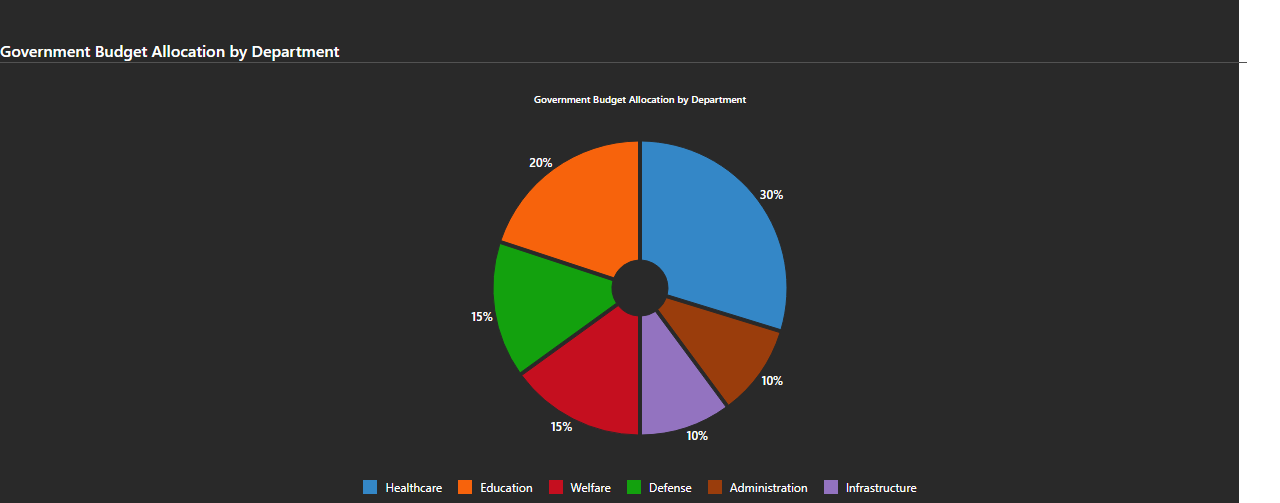 Government Budget Allocation by Department
Government Budget Allocation by Department
20%
30%
15%
10%
15%
10%
Healthcare Education Welfare Defense Administration Infrastructure